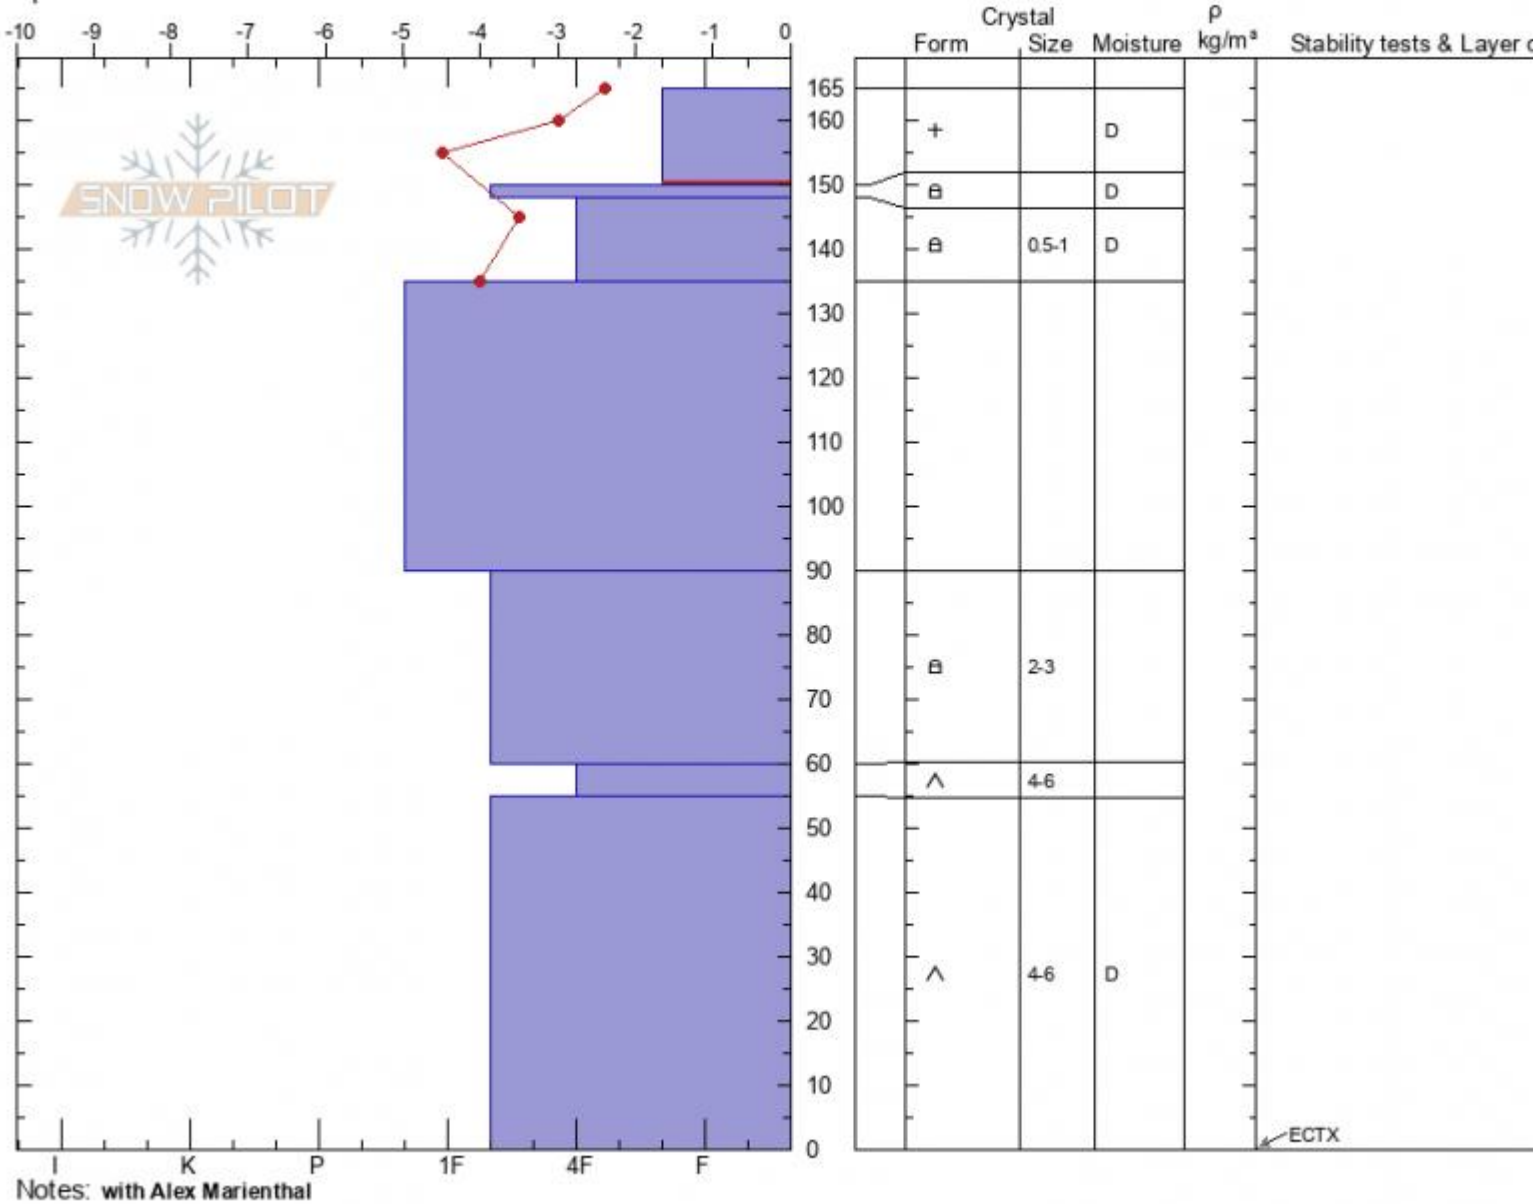 Crystal ρ
-10 -9 -8 -7 -6 -5 -4 -3 -2 -1 0 Form Size Moisture kg/m³ Stability tests & Layer c
165
160 + D
SNOW PILOT
150 D
140 0.5-1 D
130
120
110
100
90
80
2-3
70
60
4-6
50
40
30
4-6 D
20
10
ECTX
0
I K P 1F 4F F
Notes: with Alex Marienthal